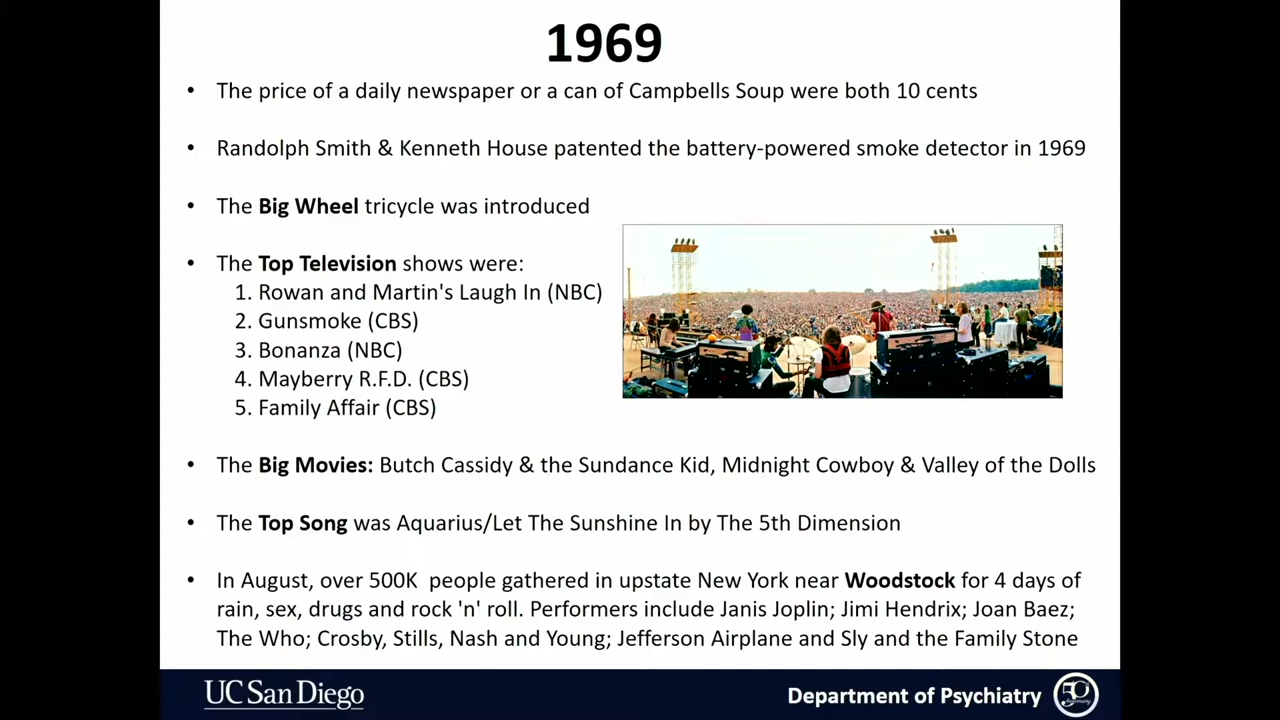 1969
• The price of a daily newspaper or a can of Campbells Soup were both 10 cents
• Randolph Smith & Kenneth House patented the battery-powered smoke detector in 1969
• The Big Wheel tricycle was introduced
• The Top Television shows were:
1. Rowan and Martin's Laugh In (NBC)
2. Gunsmoke (CBS)
3. Bonanza (NBC)
4. Mayberry R.F.D. (CBS)
5. Family Affair (CBS)
• The Big Movies: Butch Cassidy & the Sundance Kid, Midnight Cowboy & Valley of the Dolls
• The Top Song was Aquarius/Let The Sunshine In by The 5th Dimension
• In August, over 500K people gathered in upstate New York near Woodstock for 4 days of
rain, sex, drugs and rock 'n' roll. Performers include Janis Joplin; Jimi Hendrix; Joan Baez;
The Who; Crosby, Stills, Nash and Young; Jefferson Airplane and Sly and the Family Stone
UC San Diego
Department of Psychiatry
50
Anniversary